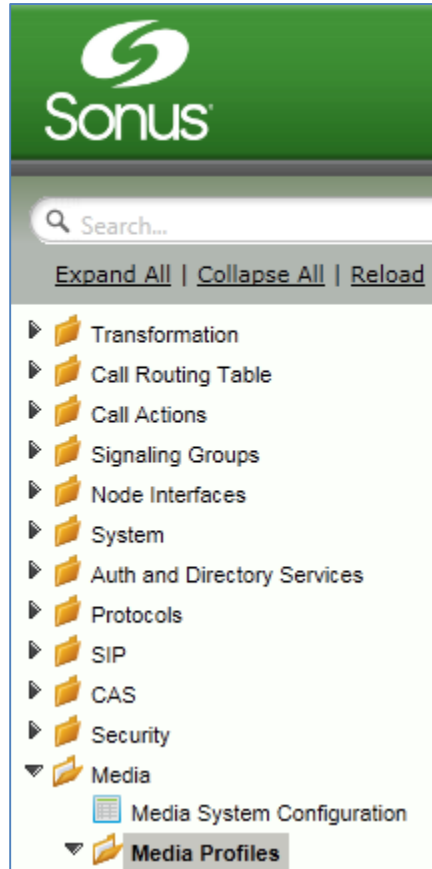 Sonus
Search...
Expand All | Collapse All | Reload
Transformation
Call Routing Table
Call Actions
Signaling Groups
Node Interfaces
System
Auth and Directory Services
Protocols
SIP
CAS
Security
Media
Media System Configuration
Media Profiles